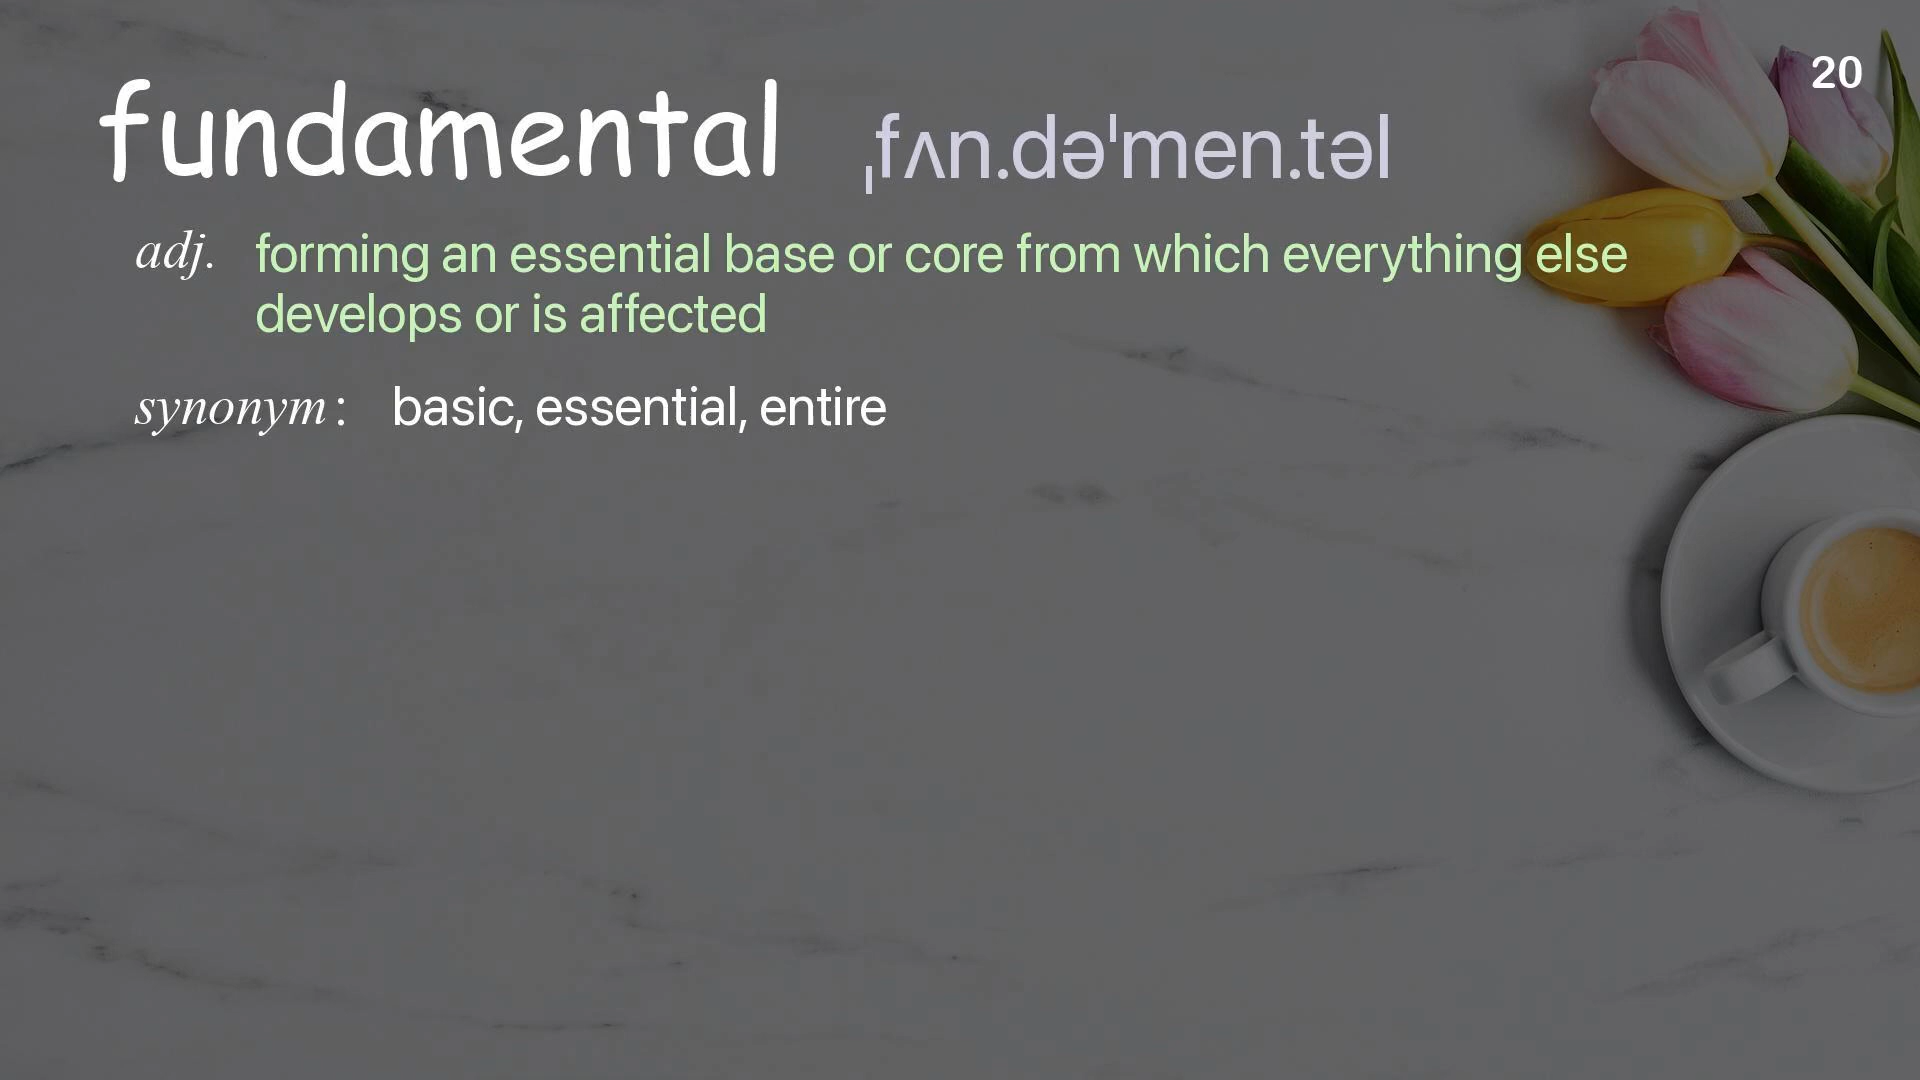 20
fundamental ˌfʌn.dəˈmen.təl
adj. forming an essential base or core from which everything else
develops or is affected
synonym : basic, essential, entire